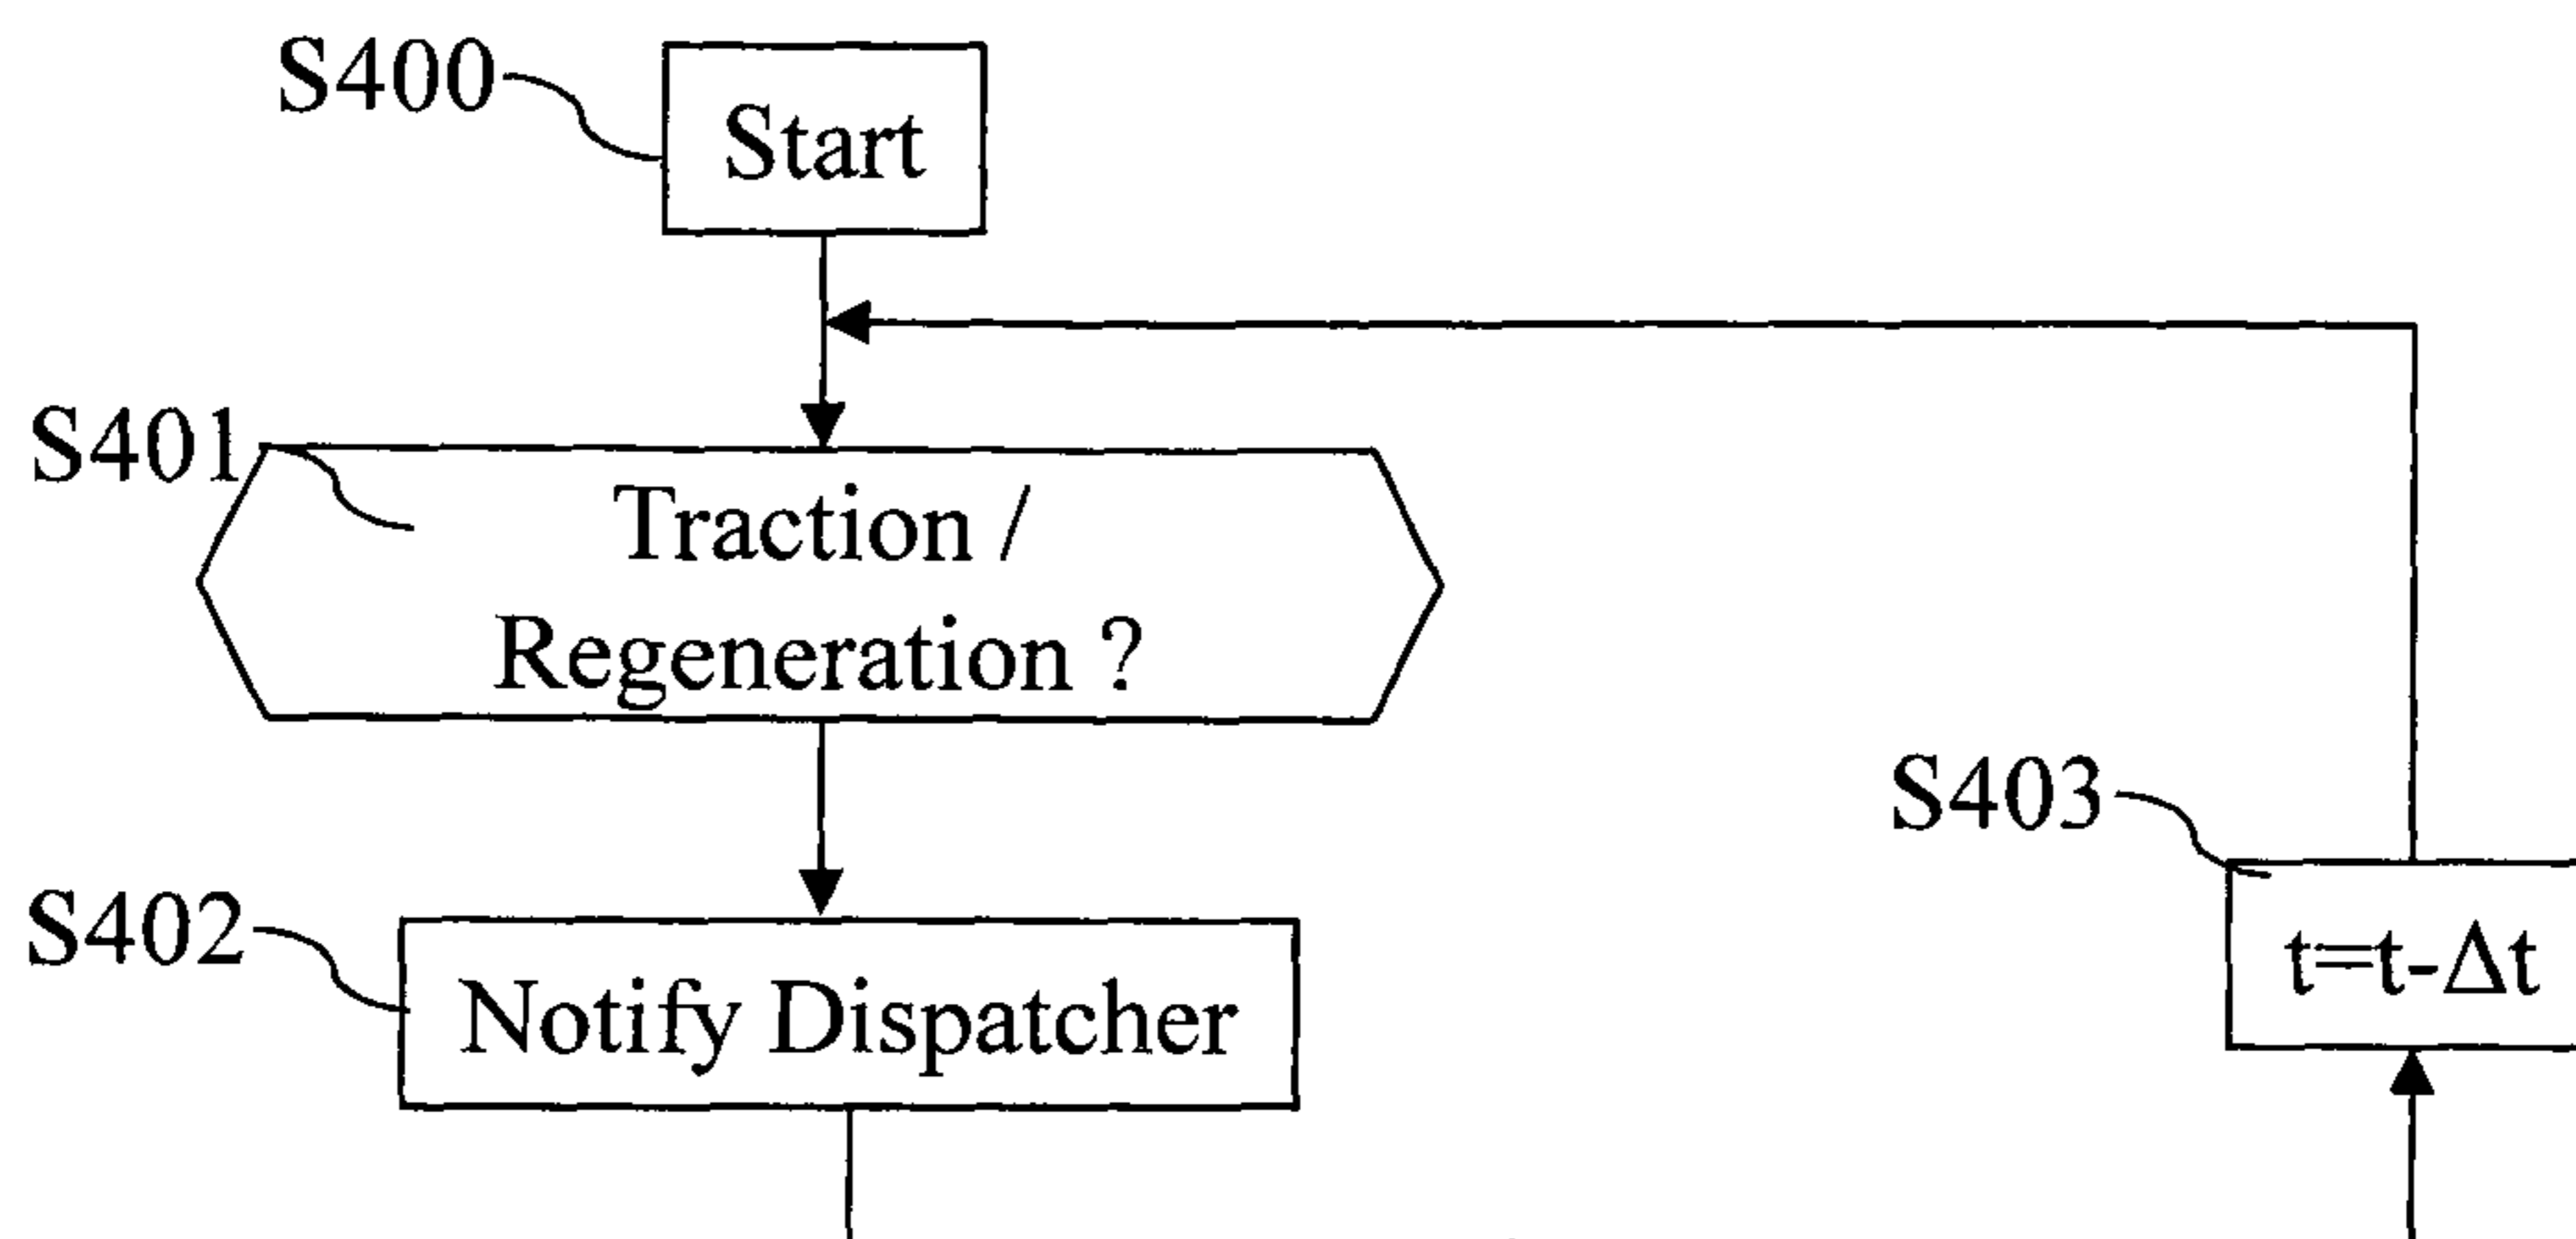 S400
Start
S401
Traction /
Regeneration ?
S403
t=t-Δt
S402
Notify Dispatcher